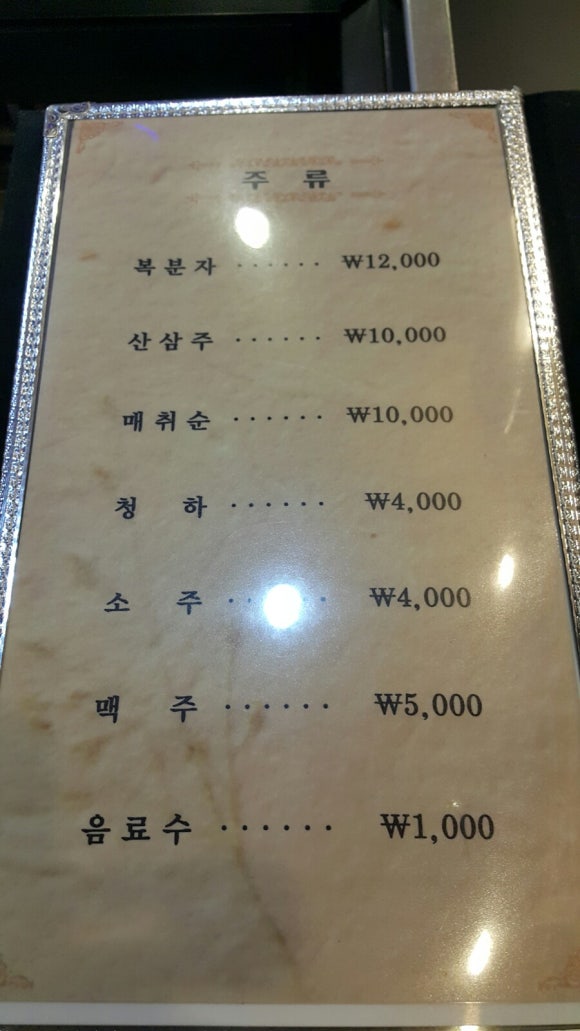 주 류
복분자 ······ ₩12,000
산삼주 ······ ₩10,000
매취순 ······ ₩10,000
청 하 ······ ₩4,000
소 주 ······ ₩4,000
맥 주 ······ ₩5,000
음료수 ······ ₩1,000